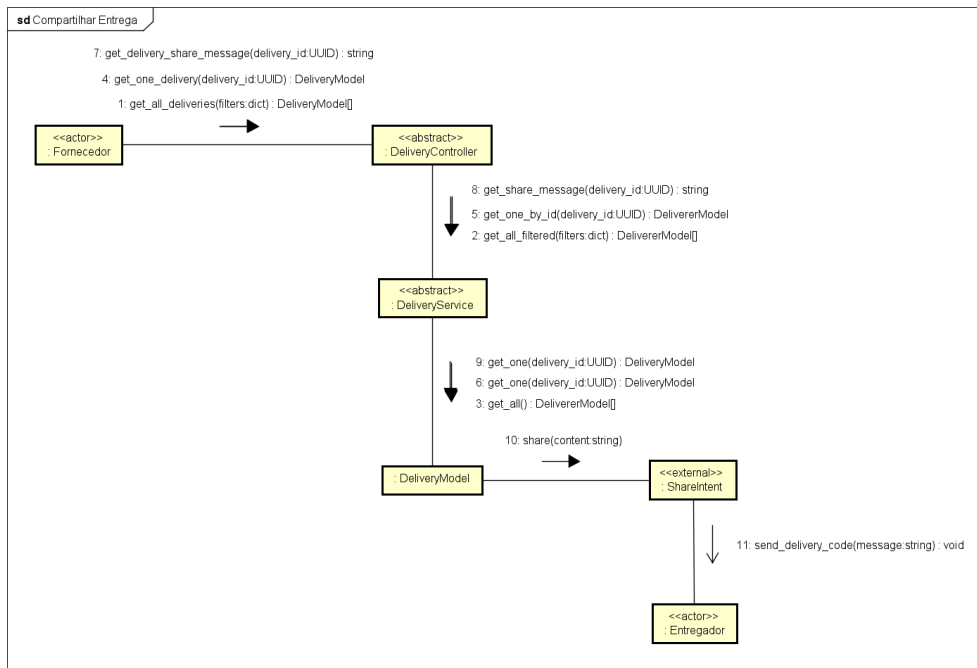 sd Compartilhar Entrega
7: get_delivery_share_message(delivery_id:UUID) : string
4: get_one_delivery(delivery_id:UUID) : DeliveryModel
1: get_all_deliveries(filters:dict) : DeliveryModel[]
<<actor>>
: Fornecedor
<<abstract>>
: DeliveryController
8: get_share_message(delivery_id:UUID) : string
5: get_one_by_id(delivery_id:UUID) : DelivererModel
2: get_all_filtered(filters:dict) : DelivererModel[]
<<abstract>>
: DeliveryService
9: get_one(delivery_id:UUID) : DeliveryModel
6: get_one(delivery_id:UUID) : DeliveryModel
3: get_all() : DelivererModel[]
10: share(content:string)
: DeliveryModel
<<external>>
: ShareIntent
11: send_delivery_code(message:string) : void
<<actor>>
: Entregador